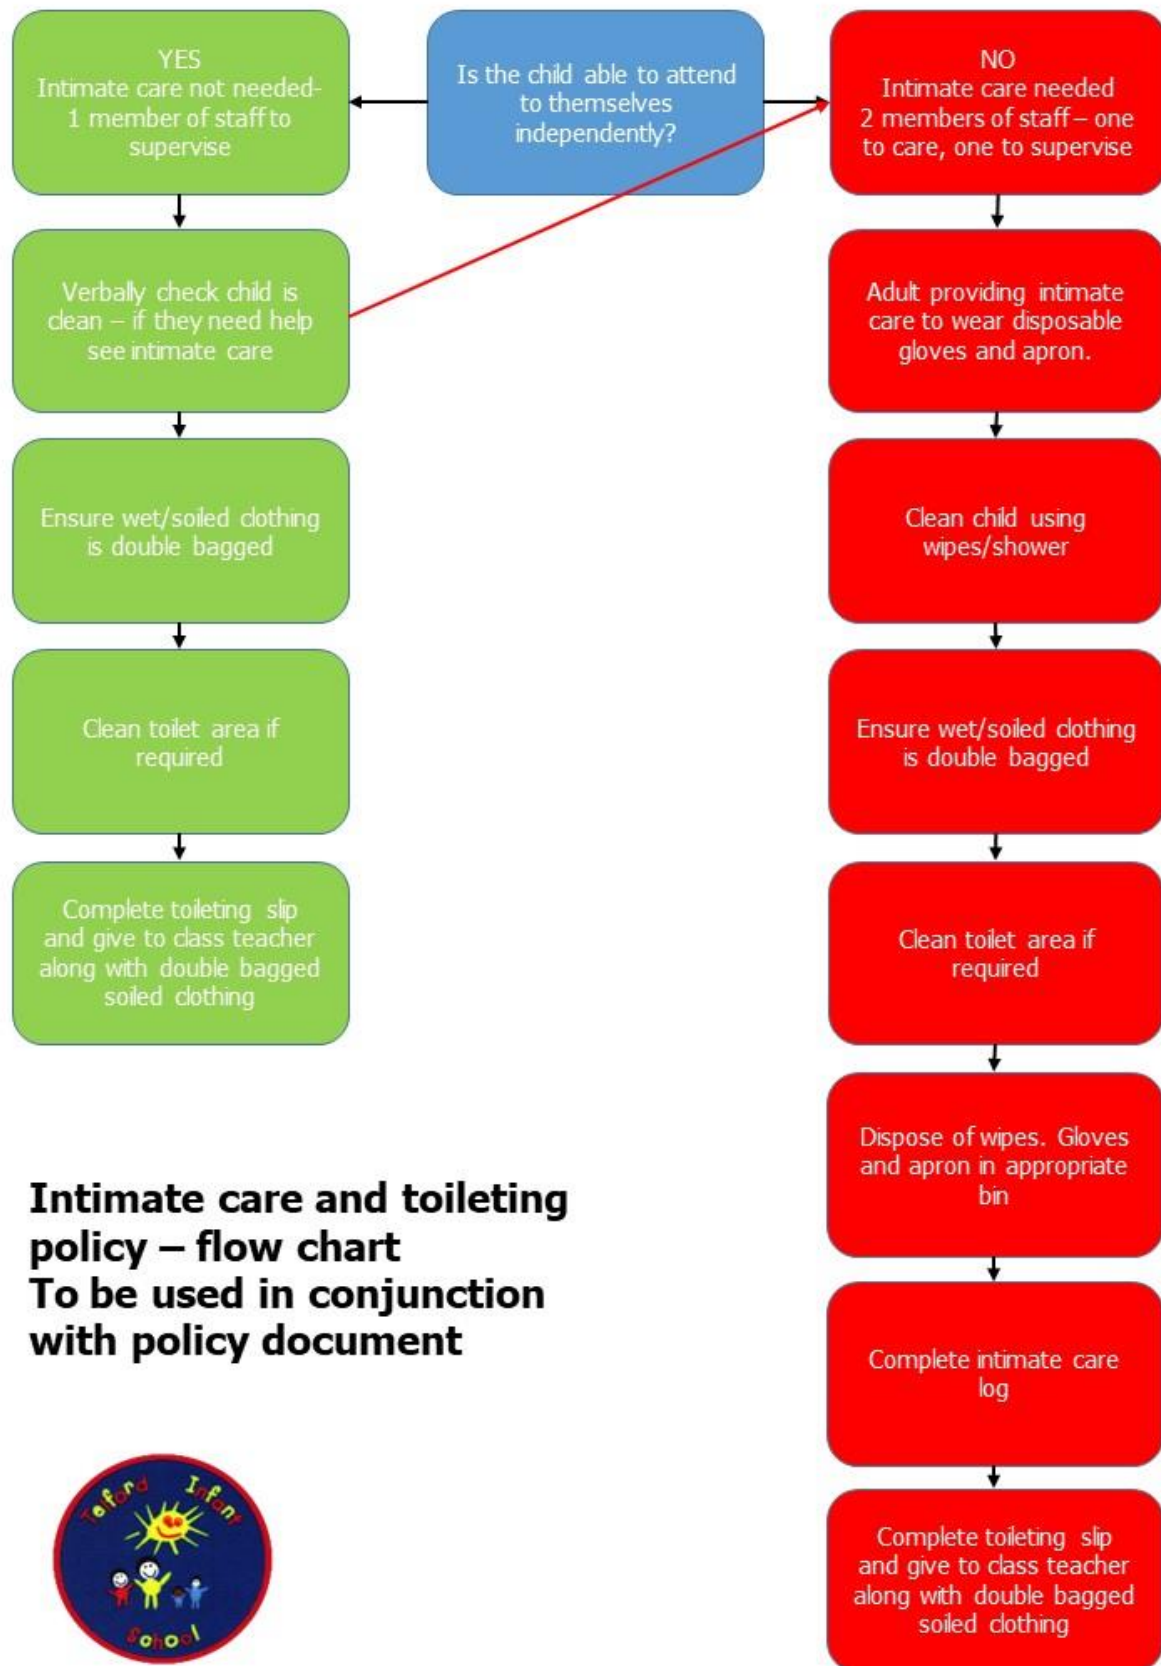 YES
Intimate care not needed-
1 member of staff to
supervise
Is the child able to attend
to themselves
independently?
NO
Intimate care needed
2 members of staff – one
to care, one to supervise
Verbally check child is
clean – if they need help
see intimate care
Adult providing intimate
care to wear disposable
gloves and apron.
Ensure wet/soiled clothing
is double bagged
Clean child using
wipes/shower
Clean toilet area if
required
Ensure wet/soiled clothing
is double bagged
Complete toileting slip
and give to class teacher
along with double bagged
soiled clothing
Clean toilet area if
required
Dispose of wipes. Gloves
and apron in appropriate
bin
Intimate care and toileting
policy – flow chart
To be used in conjunction
with policy document
Complete intimate care
log
Complete toileting slip
and give to class teacher
along with double bagged
soiled clothing
Telford Infant
School